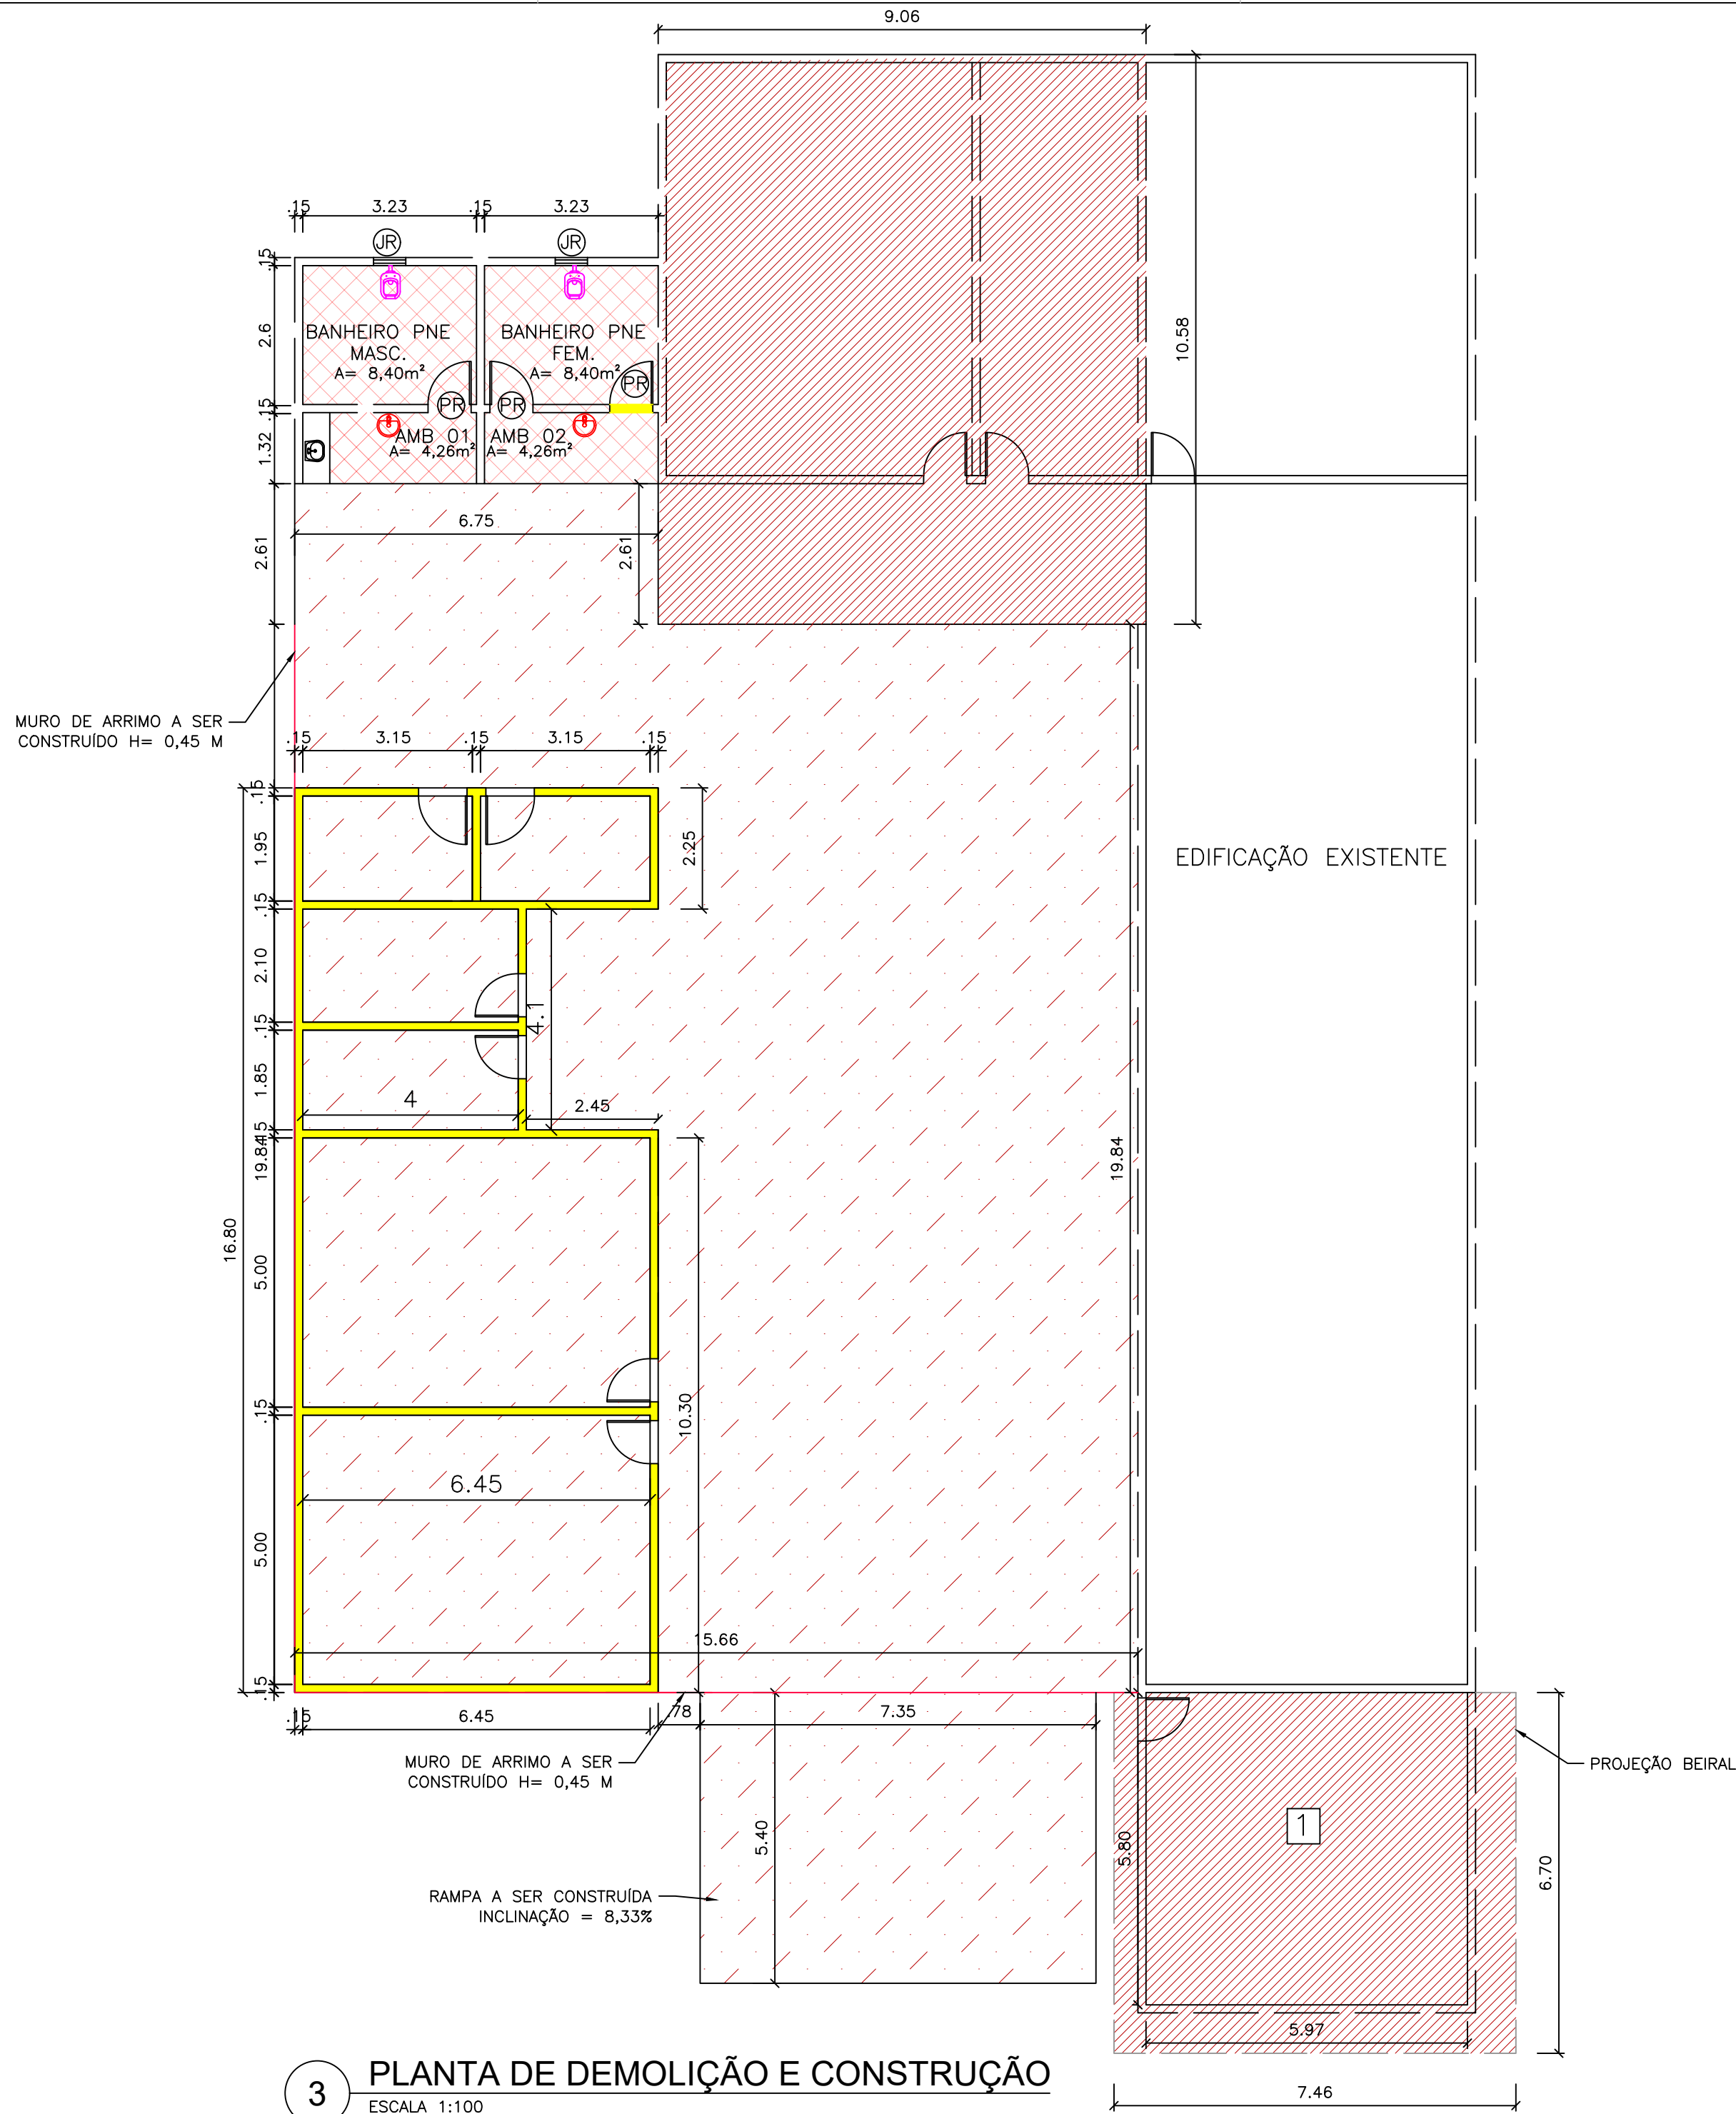 9.06
10.58
.15
3.23
.15
3.23
JR
JR
.15
2.6
.15
1.32
2.61
BANHEIRO PNE
MASC.
A= 8,40m²
BANHEIRO PNE
FEM.
A= 8,40m²
PR
PR
PR
AMB 01
A= 4,26m²
AMB 02
A= 4,26m²
6.75
2.61
MURO DE ARRIMO A SER
CONSTRUÍDO H= 0,45 M
.15
3.15
.15
3.15
.15
.15
1.95
.15
2.10
.15
1.85
.15
19.84
5.00
.15
5.00
.15
16.80
2.25
4.1
4
2.45
EDIFICAÇÃO EXISTENTE
19.84
10.30
6.45
15.66
.15
6.45
.78
7.35
MURO DE ARRIMO A SER
CONSTRUÍDO H= 0,45 M
PROJEÇÃO BEIRAL
1
5.40
5.80
6.70
RAMPA A SER CONSTRUÍDA
INCLINAÇÃO = 8,33%
5.97
7.46
3
PLANTA DE DEMOLIÇÃO E CONSTRUÇÃO
ESCALA 1:100